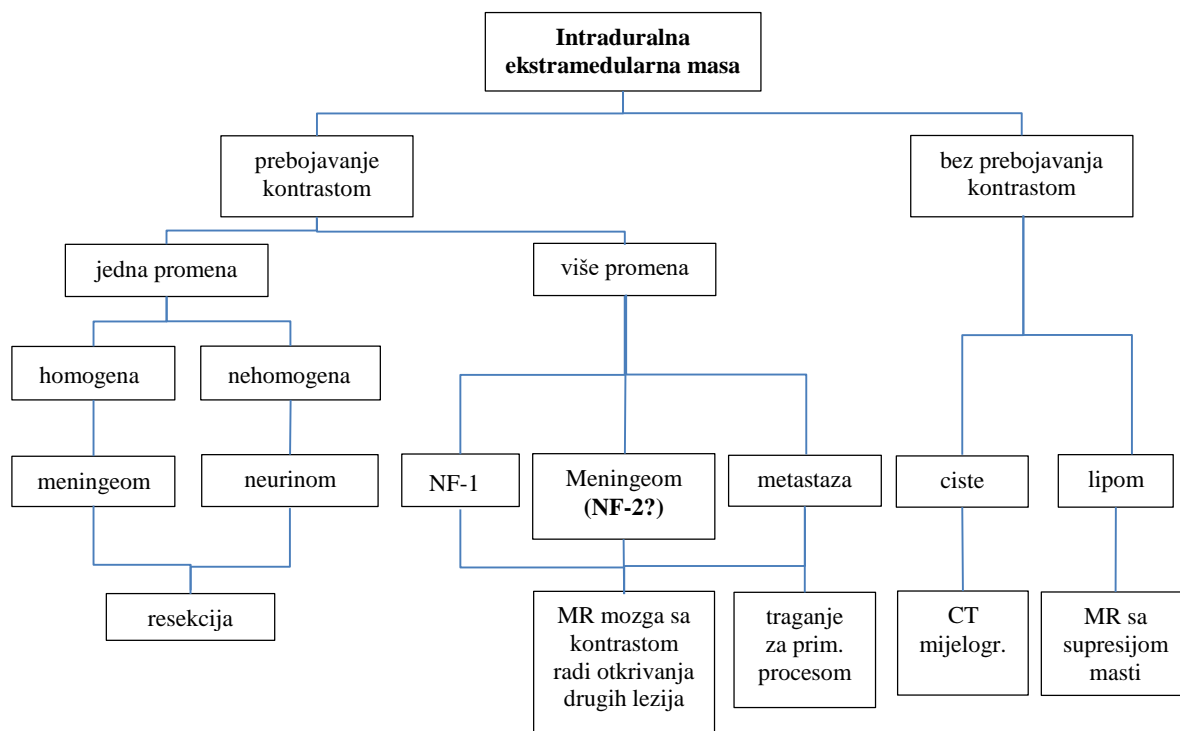 Intraduralna
ekstramedularna masa
prebojavanje
kontrastom
bez prebojavanja
kontrastom
jedna promena
više promena
homogena
nehomogena
meningeom
neurinom
NF-1
Meningeom
(NF-2?)
metastaza
ciste
lipom
resekcija
MR mozga sa
kontrastom
radi otkrivanja
drugih lezija
traganje
za prim.
procesom
CT
mijelogr.
MR sa
supresijom
masti